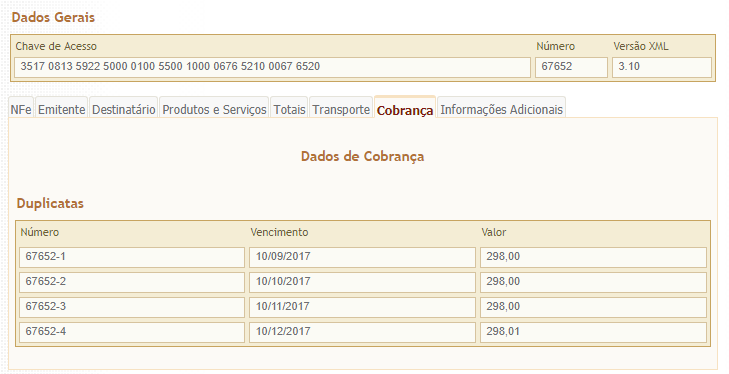 Dados Gerais
Chave de Acesso Número Versão XML
3517 0813 5922 5000 0100 5500 1000 0676 5210 0067 6520 67652 3.10
NFe Emitente Destinatário Produtos e Serviços Totais Transporte Cobrança Informações Adicionais
Dados de Cobrança
Duplicatas
Número Vencimento Valor
67652-1 10/09/2017 298,00
67652-2 10/10/2017 298,00
67652-3 10/11/2017 298,00
67652-4 10/12/2017 298,01